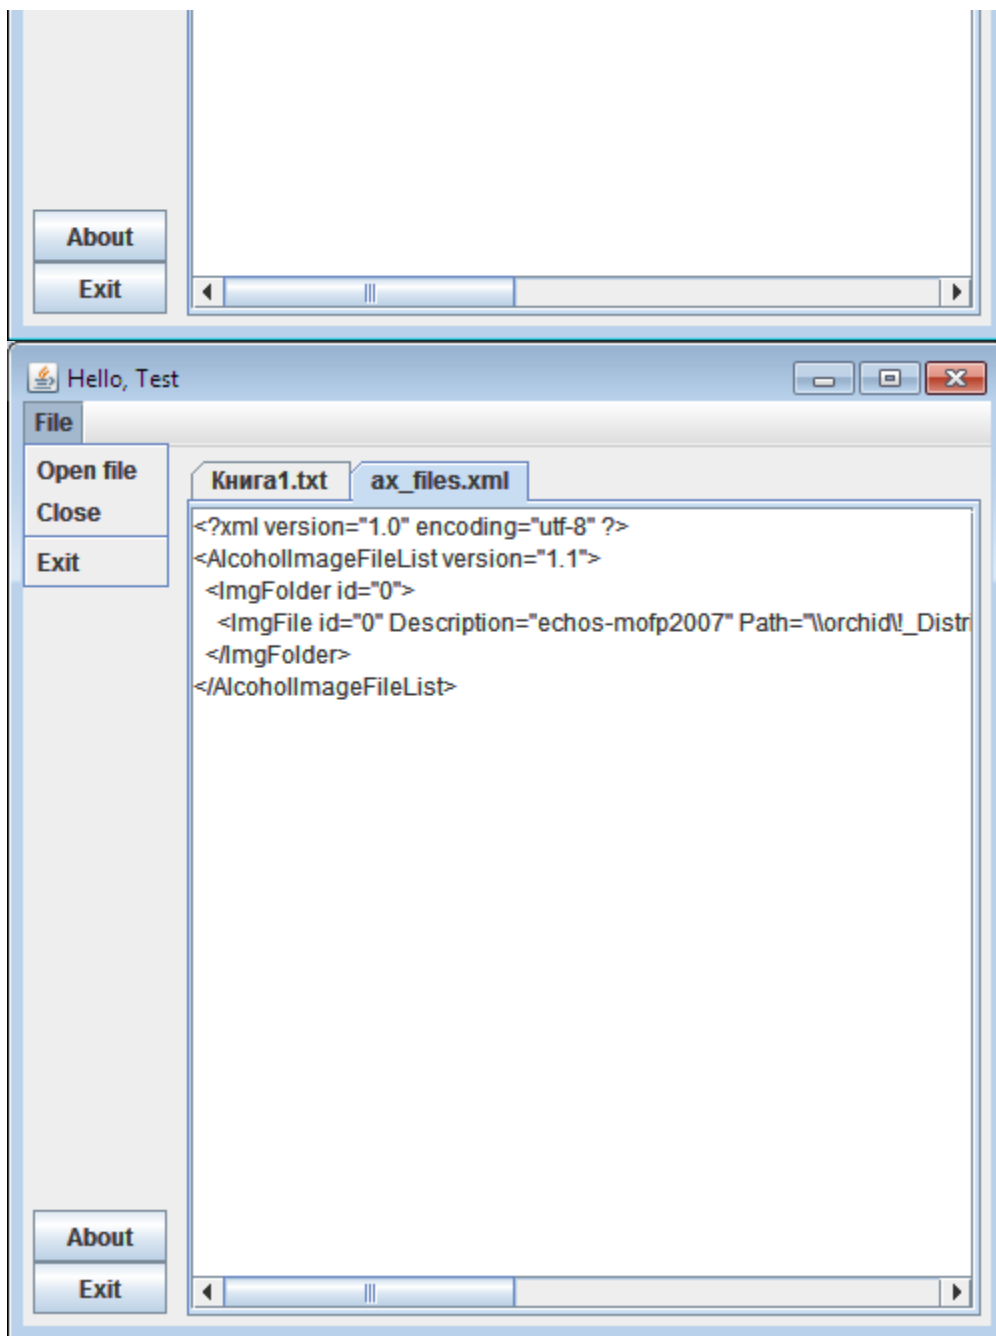 About
Exit
Hello, Test
File
Open file
Close
Exit
Книга1.txt
ax_files.xml
<?xml version="1.0" encoding="utf-8" ?>
<AlcoholImageFileList version="1.1">
<ImgFolder id="0">
<ImgFile id="0" Description="echos-mofp2007" Path="\\orchid\!_Distri
</ImgFolder>
</AlcoholImageFileList>
About
Exit